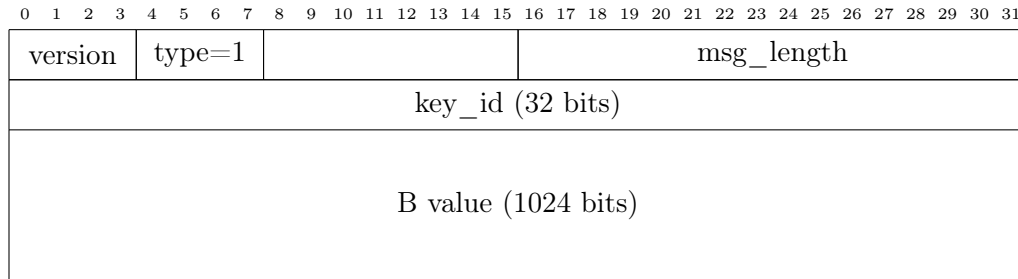 0 1 2 3 4 5 6 7 8 9 10 11 12 13 14 15 16 17 18 19 20 21 22 23 24 25 26 27 28 29 30 31
version type=1 msg_length
key_id (32 bits)
B value (1024 bits)